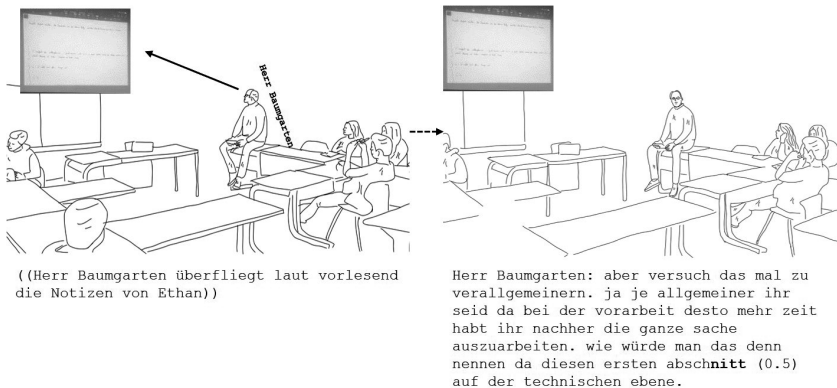 Herr Baumgarten
((Herr Baumgarten überfliegt laut vorlesend
die Notizen von Ethan))
Herr Baumgarten: aber versuch das mal zu
verallgemeinern. ja je allgemeiner ihr
seid da bei der vorarbeit desto mehr zeit
habt ihr nachher die ganze sache
auszuarbeiten. wie würde man das denn
nennen da diesen ersten abschnitt (0.5)
auf der technischen ebene.